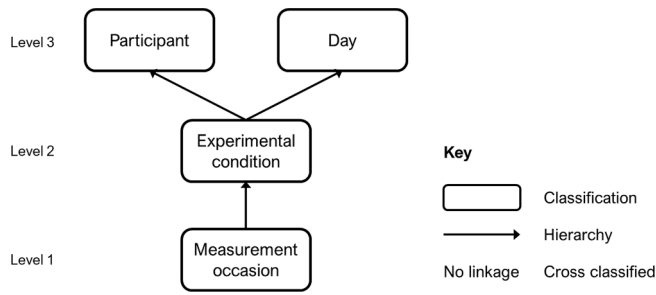 Level 3
Participant
Day
Level 2
Experimental
condition
Key
Classification
Level 1
Measurement
occasion
Hierarchy
No linkage Cross classified